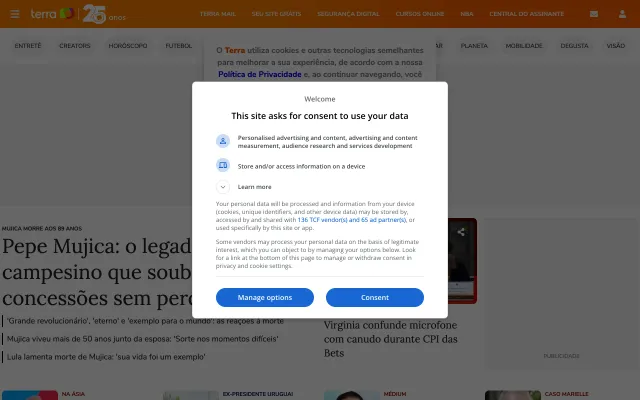 terra
25 anos
TERRA MAIL
SEU SITE GRÁTIS
SEGURANÇA DIGITAL
CURSOS ONLINE
NBA
CENTRAL DO ASSINANTE
ENTRETÊ
CREATORS
HORÓSCOPO
FUTEBOL
PLANETA
MOBILIDADE
DEGUSTA
VISÃO
O Terra utiliza cookies e outras tecnologias semelhantes
para melhorar a sua experiência, de acordo com a nossa
Política de Privacidade e, ao continuar navegando, você
Welcome
This site asks for consent to use your data
Personalised advertising and content, advertising and content
measurement, audience research and services development
Store and/or access information on a device
Learn more
Your personal data will be processed and information from your device
(cookies, unique identifiers, and other device data) may be stored by,
accessed by and shared with 136 TCF vendor(s) and 65 ad partner(s), or
used specifically by this site or app.
Some vendors may process your personal data on the basis of legitimate
interest, which you can object to by managing your options below. Look
for a link at the bottom of this page to manage or withdraw consent in
privacy and cookie settings.
Manage options
Consent
MUJICA MORRE AOS 89 ANOS
Pepe Mujica: o legad
campesino que soub
concessões sem perd
'Grande revolucionário', 'eterno' e 'exemplo para o mundo': as reações à morte
Mujica viveu mais de 50 anos junto da esposa: 'Sorte nos momentos difíceis'
Lula lamenta morte de Mujica: 'sua vida foi um exemplo'
Virginia confunde microfone
com canudo durante CPI das
Bets
PUBLICIDADE
NA ÁSIA
EX-PRESIDENTE URUGUAI
MÉDIUM
CASO MARIELLE